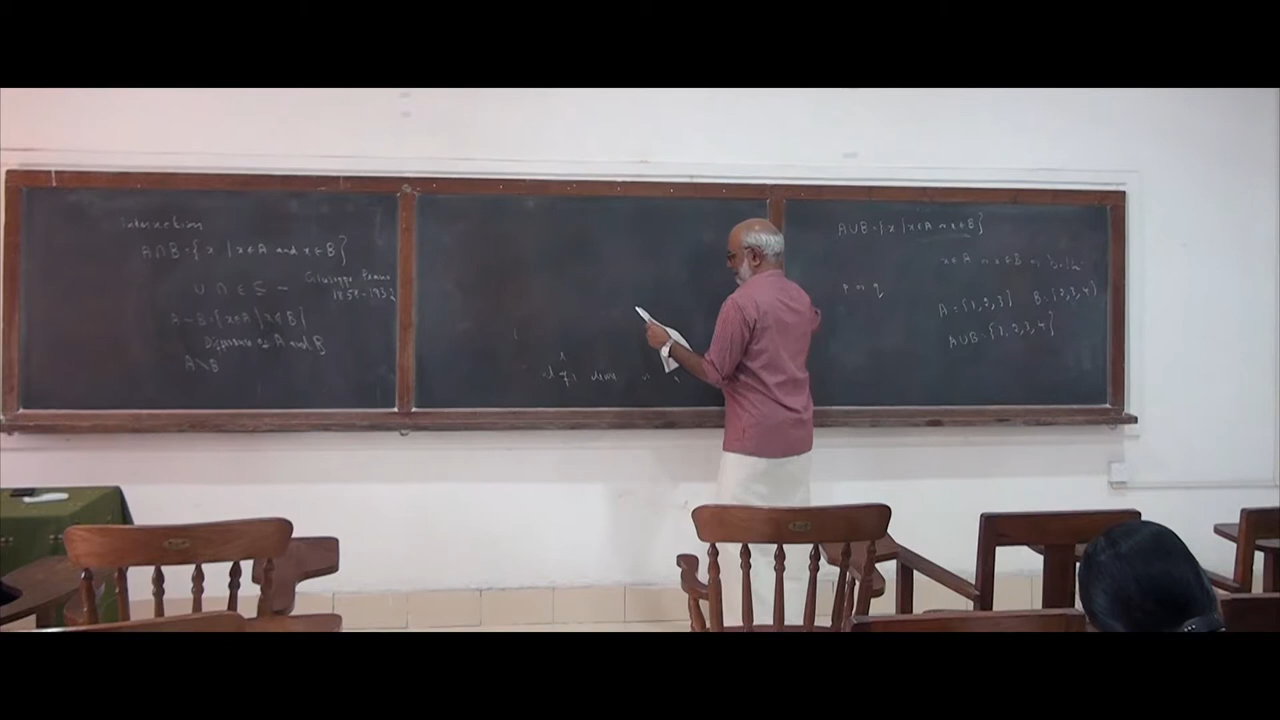 Intersection
A∩B = {x | x∈A and x∈B}
∪ ∩ ∈ ⊆ −
Giuseppe Peano
1858-1932
A − B = {x∈A | x∉B}
Difference of A and B
A \ B
A∪B = {x | x∈A or x∈B}
x∈A or x∈B or both
p or q
A = {1,2,3} B = {2,3,4}
A∪B = {1,2,3,4}